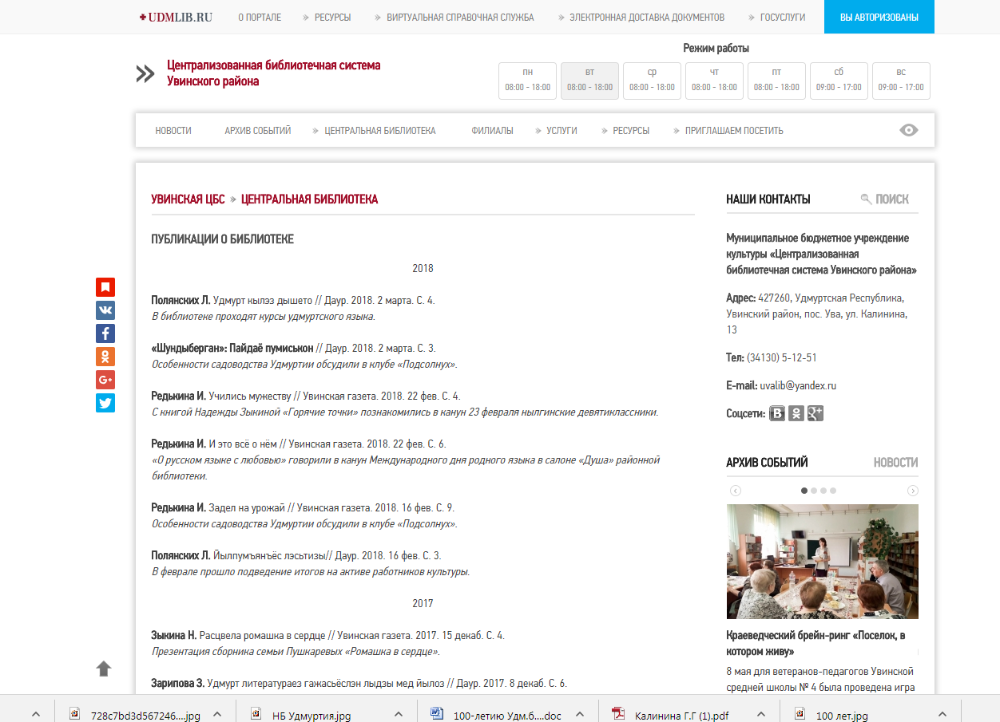 UDMLIB.RU О ПОРТАЛЕ РЕСУРСЫ ВИРТУАЛЬНАЯ СПРАВОЧНАЯ СЛУЖБА ЭЛЕКТРОННАЯ ДОСТАВКА ДОКУМЕНТОВ ГОСУСЛУГИ ВЫ АВТОРИЗОВАНЫ
Централизованная библиотечная система
Увинского района
Режим работы
пн вт ср чт пт сб вс
08:00 - 18:00 08:00 - 18:00 08:00 - 18:00 08:00 - 18:00 08:00 - 18:00 09:00 - 17:00 09:00 - 17:00
НОВОСТИ АРХИВ СОБЫТИЙ ЦЕНТРАЛЬНАЯ БИБЛИОТЕКА ФИЛИАЛЫ УСЛУГИ РЕСУРСЫ ПРИГЛАШАЕМ ПОСЕТИТЬ
УВИНСКАЯ ЦБС » ЦЕНТРАЛЬНАЯ БИБЛИОТЕКА
ПУБЛИКАЦИИ О БИБЛИОТЕКЕ
2018
Полянских Л. Удмурт кылэз дышето // Даур. 2018. 2 марта. С. 4.
В библиотеке проходят курсы удмуртского языка.
«Шундыберган»: Пайдаё пумиськон // Даур. 2018. 2 марта. С. 3.
Особенности садоводства Удмуртии обсудили в клубе «Подсолнух».
Редькина И. Учились мужеству // Увинская газета. 2018. 22 фев. С. 4.
С книгой Надежды Зыкиной «Горячие точки» познакомились в канун 23 февраля нылгинские девятиклассники.
Редькина И. И это всё о нём // Увинская газета. 2018. 22 фев. С. 6.
«О русском языке с любовью» говорили в канун Международного дня родного языка в салоне «Душа» районной
библиотеки.
Редькина И. Задел на урожай // Увинская газета. 2018. 16 фев. С. 9.
Особенности садоводства Удмуртии обсудили в клубе «Подсолнух».
Полянских Л. Йылпумъянъёс лэсьтизы// Даур. 2018. 16 фев. С. 3.
В феврале прошло подведение итогов на активе работников культуры.
2017
Зыкина Н. Расцвела ромашка в сердце // Увинская газета. 2017. 15 декаб. С. 4.
Презентация сборника семьи Пушкаревых «Ромашка в сердце».
Зарипова З. Удмурт литератураез гажасьёслэн лыдзы мед йылоз // Даур. 2017. 8 декаб. С. 6.
НАШИ КОНТАКТЫ ПОИСК
Муниципальное бюджетное учреждение
культуры «Централизованная
библиотечная система Увинского района»
Адрес: 427260, Удмуртская Республика,
Увинский район, пос. Ува, ул. Калинина,
13
Тел: (34130) 5-12-51
E-mail: uvalib@yandex.ru
Соцсети:
АРХИВ СОБЫТИЙ НОВОСТИ
Краеведческий брейн-ринг «Поселок, в
котором живу»
8 мая для ветеранов-педагогов Увинской
средней школы № 4 была проведена игра
728c7bd3d567246....jpg НБ Удмуртия.jpg 100-летию Удм.б....doc Калинина Г.Г (1).pdf 100 лет.jpg